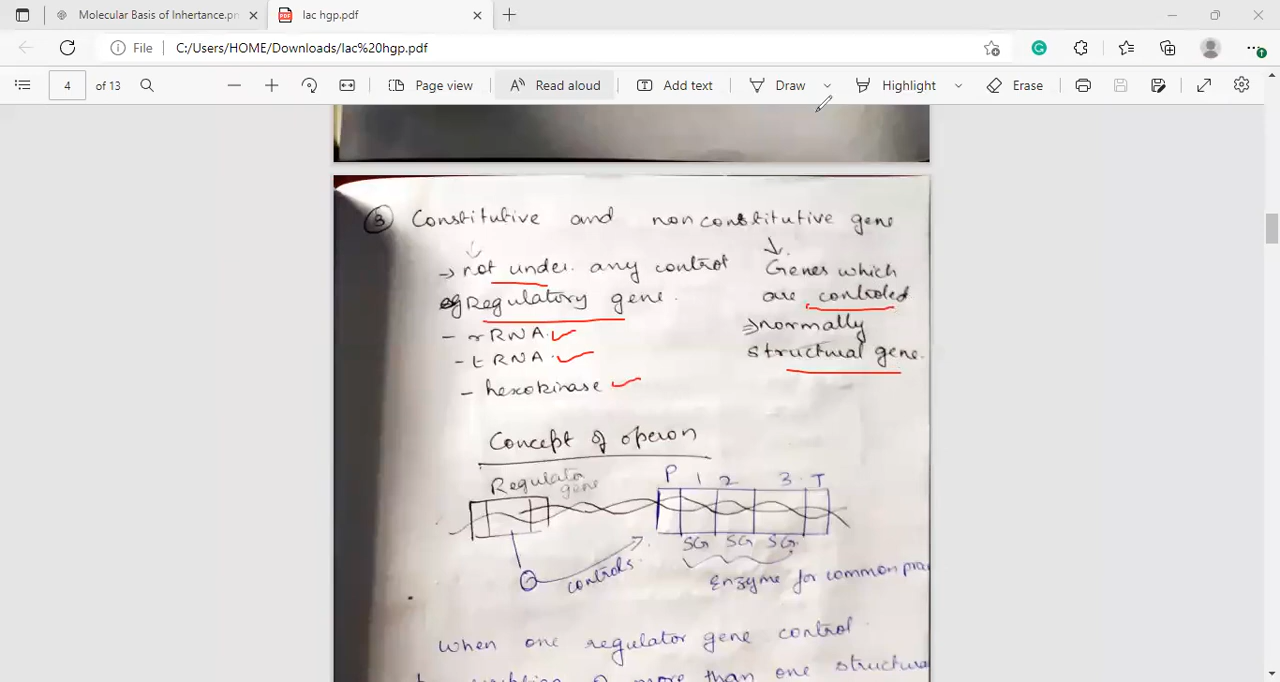 Molecular Basis of Inhertance.pr
lac hgp.pdf
File
C:/Users/HOME/Downloads/lac%20hgp.pdf
4 of 13
Page view
Read aloud
Add text
Draw
Highlight
Erase
3 Constitutive and nonconstitutive gene
→ not under any control
Regulatory gene.
- rRNA.
- tRNA.
- hexokinase
Genes which
are controled
⇒ normally
structural gene.
Concept of operon
Regulator
gene
P 1 2 3 T
SG SG SG
controls
Enzyme for common
When one regulator gene control
of more than one